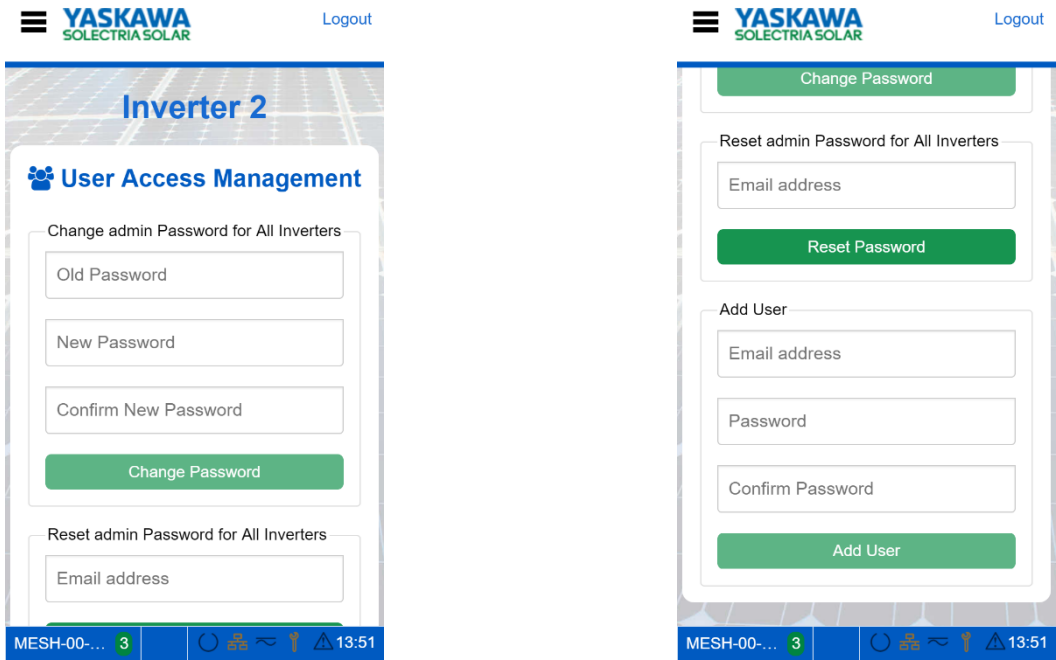 YASKAWA
SOLECTRIA SOLAR
Logout
Inverter 2
User Access Management
Change admin Password for All Inverters
Old Password
New Password
Confirm New Password
Change Password
Reset admin Password for All Inverters
Email address
MESH-00-... 3 13:51
YASKAWA
SOLECTRIA SOLAR
Logout
Change Password
Reset admin Password for All Inverters
Email address
Reset Password
Add User
Email address
Password
Confirm Password
Add User
MESH-00-... 3 13:51